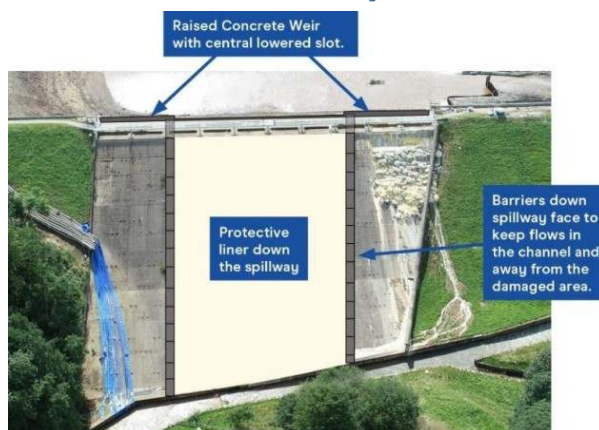 Raised Concrete Weir
with central lowered slot.
Protective
liner down
the spillway
Barriers down
spillway face to
keep flows in
the channel and
away from the
damaged area.